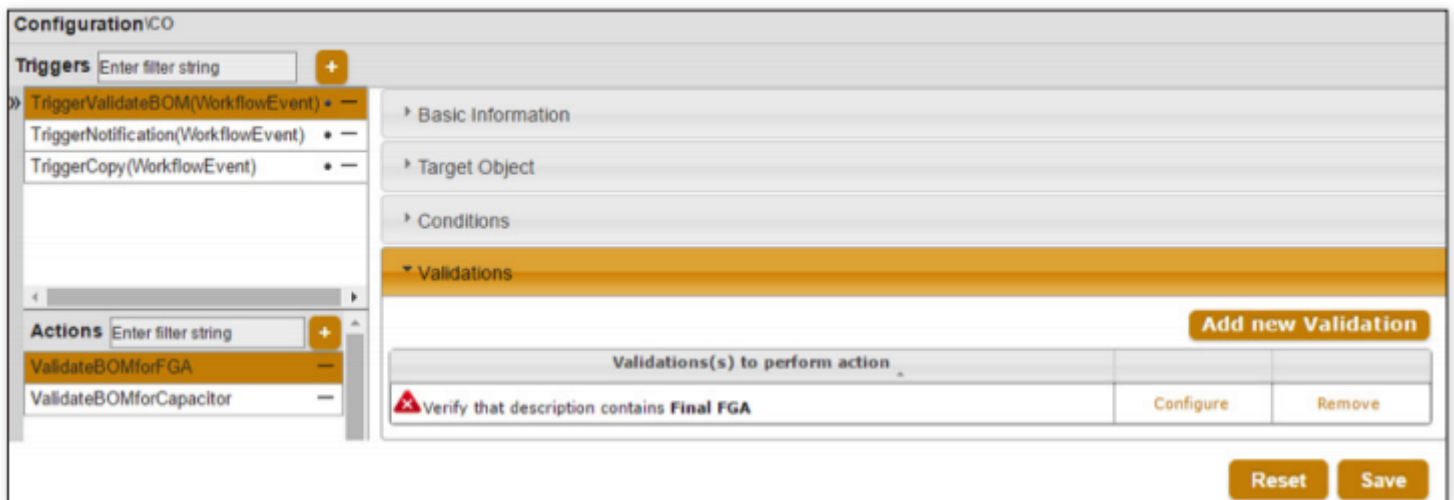 Configuration\CO
Triggers Enter filter string +
» TriggerValidateBOM(WorkflowEvent) • —
TriggerNotification(WorkflowEvent) • —
TriggerCopy(WorkflowEvent) • —
Basic Information
Target Object
Conditions
Validations
Actions Enter filter string +
ValidateBOMforFGA —
ValidateBOMforCapacitor —
Add new Validation
Validations(s) to perform action
Verify that description contains Final FGA Configure Remove
Reset Save